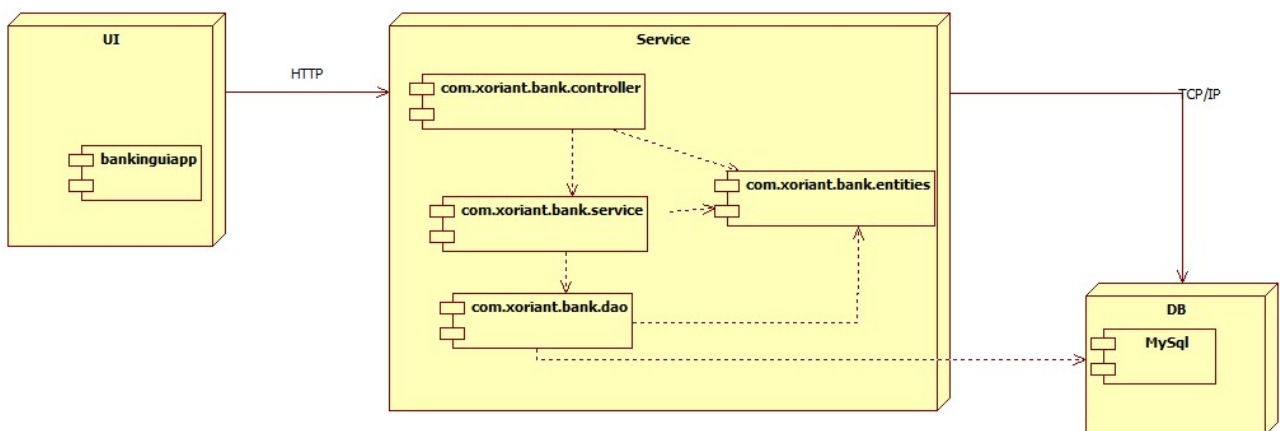 UI
Service
HTTP
com.xoriant.bank.controller
TCP/IP
bankinguiapp
com.xoriant.bank.entities
com.xoriant.bank.service
com.xoriant.bank.dao
DB
MySql